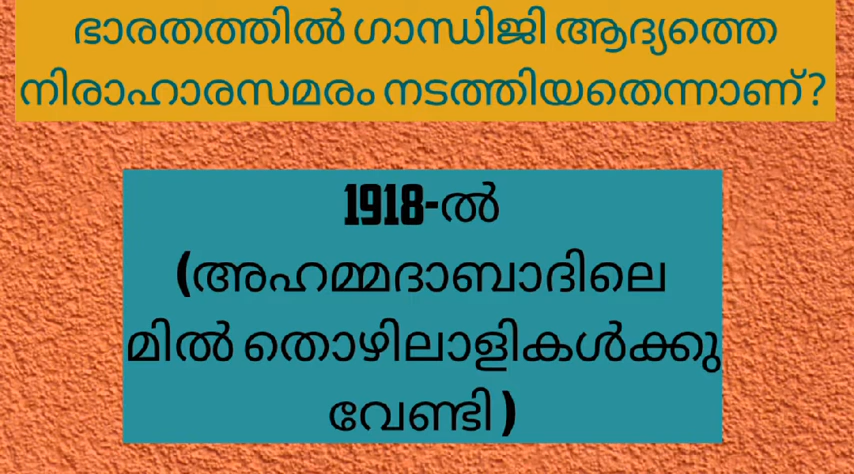 ഭാരതത്തിൽ ഗാന്ധിജി ആദ്യത്തെ
നിരാഹാരസമരം നടത്തിയതെന്നാണ്?
1918-ൽ
(അഹമ്മദാബാദിലെ
മിൽ തൊഴിലാളികൾക്കു
വേണ്ടി )